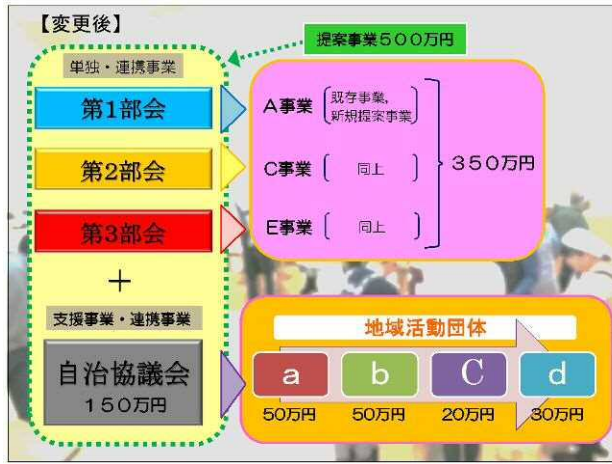 【変更後】
提案事業500万円
単独・連携事業
第1部会
A事業
既存事業,
新規提案事業
第2部会
C事業
同上
350万円
第3部会
E事業
同上
+
支援事業・連携事業
自治協議会
150万円
地域活動団体
a
b
C
d
50万円
50万円
20万円
30万円